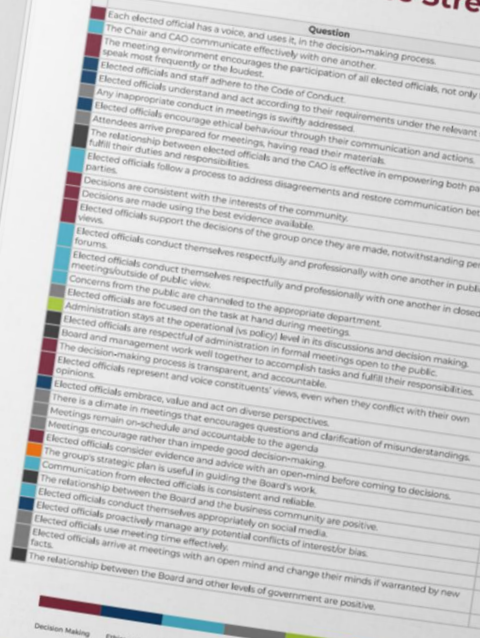 Stre
Question
Each elected official has a voice, and uses it, in the decision-making process.
The Chair and CAO communicate effectively with one another.
The meeting environment encourages the participation of all elected officials, not only
speak most frequently or the loudest.
Elected officials and staff adhere to the Code of Conduct.
Elected officials understand and act according to their requirements under the relevant
Any inappropriate conduct in meetings is swiftly addressed.
Elected officials encourage ethical behaviour through their communication and actions.
Attendees arrive prepared for meetings, having read their materials.
The relationship between elected officials and the CAO is effective in empowering both pa
fulfill their duties and responsibilities.
Elected officials follow a process to address disagreements and restore communication bet
parties.
Decisions are consistent with the interests of the community.
Decisions are made using the best evidence available.
Elected officials support the decisions of the group once they are made, notwithstanding pe
views.
Elected officials conduct themselves respectfully and professionally with one another in publi
forums.
Elected officials conduct themselves respectfully and professionally with one another in closed
meetings/outside of public view.
Concerns from the public are channeled to the appropriate department.
Elected officials are focused on the task at hand during meetings.
Administration stays at the operational (vs policy) level in its discussions and decision making.
Elected officials are respectful of administration in formal meetings open to the public.
Board and management work well together to accomplish tasks and fulfill their responsibilities.
The decision-making process is transparent, and accountable.
Elected officials represent and voice constituents' views, even when they conflict with their own
opinions.
Elected officials embrace, value and act on diverse perspectives.
There is a climate in meetings that encourages questions and clarification of misunderstandings.
Meetings remain on-schedule and accountable to the agenda
Meetings encourage rather than impede good decision-making.
Elected officials consider evidence and advice with an open-mind before coming to decisions.
The group's strategic plan is useful in guiding the Board's work.
Communication from elected officials is consistent and reliable.
The relationship between the Board and the business community are positive.
Elected officials conduct themselves appropriately on social media.
Elected officials proactively manage any potential conflicts of interest/or bias.
Elected officials use meeting time effectively.
Elected officials arrive at meetings with an open mind and change their minds if warranted by new
facts.
The relationship between the Board and other levels of government are positive.
Decision Making